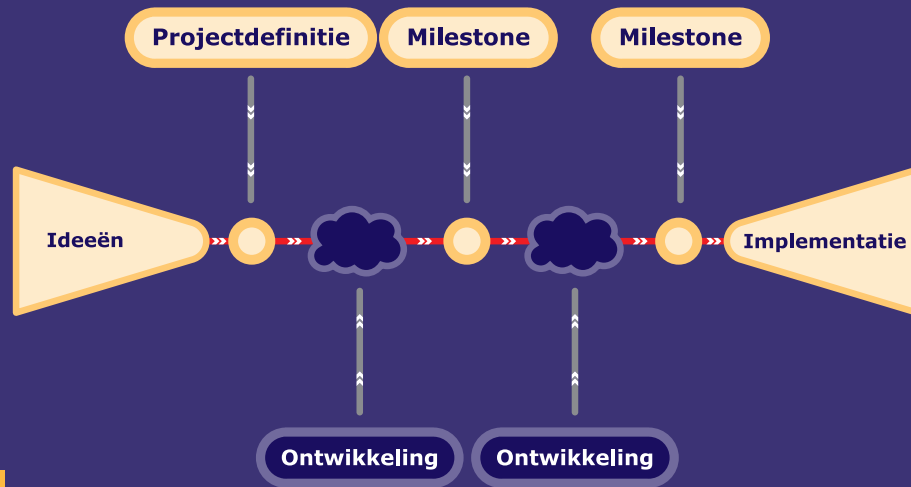 Projectdefinitie
Milestone
Milestone
Ideeën
Implementatie
Ontwikkeling
Ontwikkeling